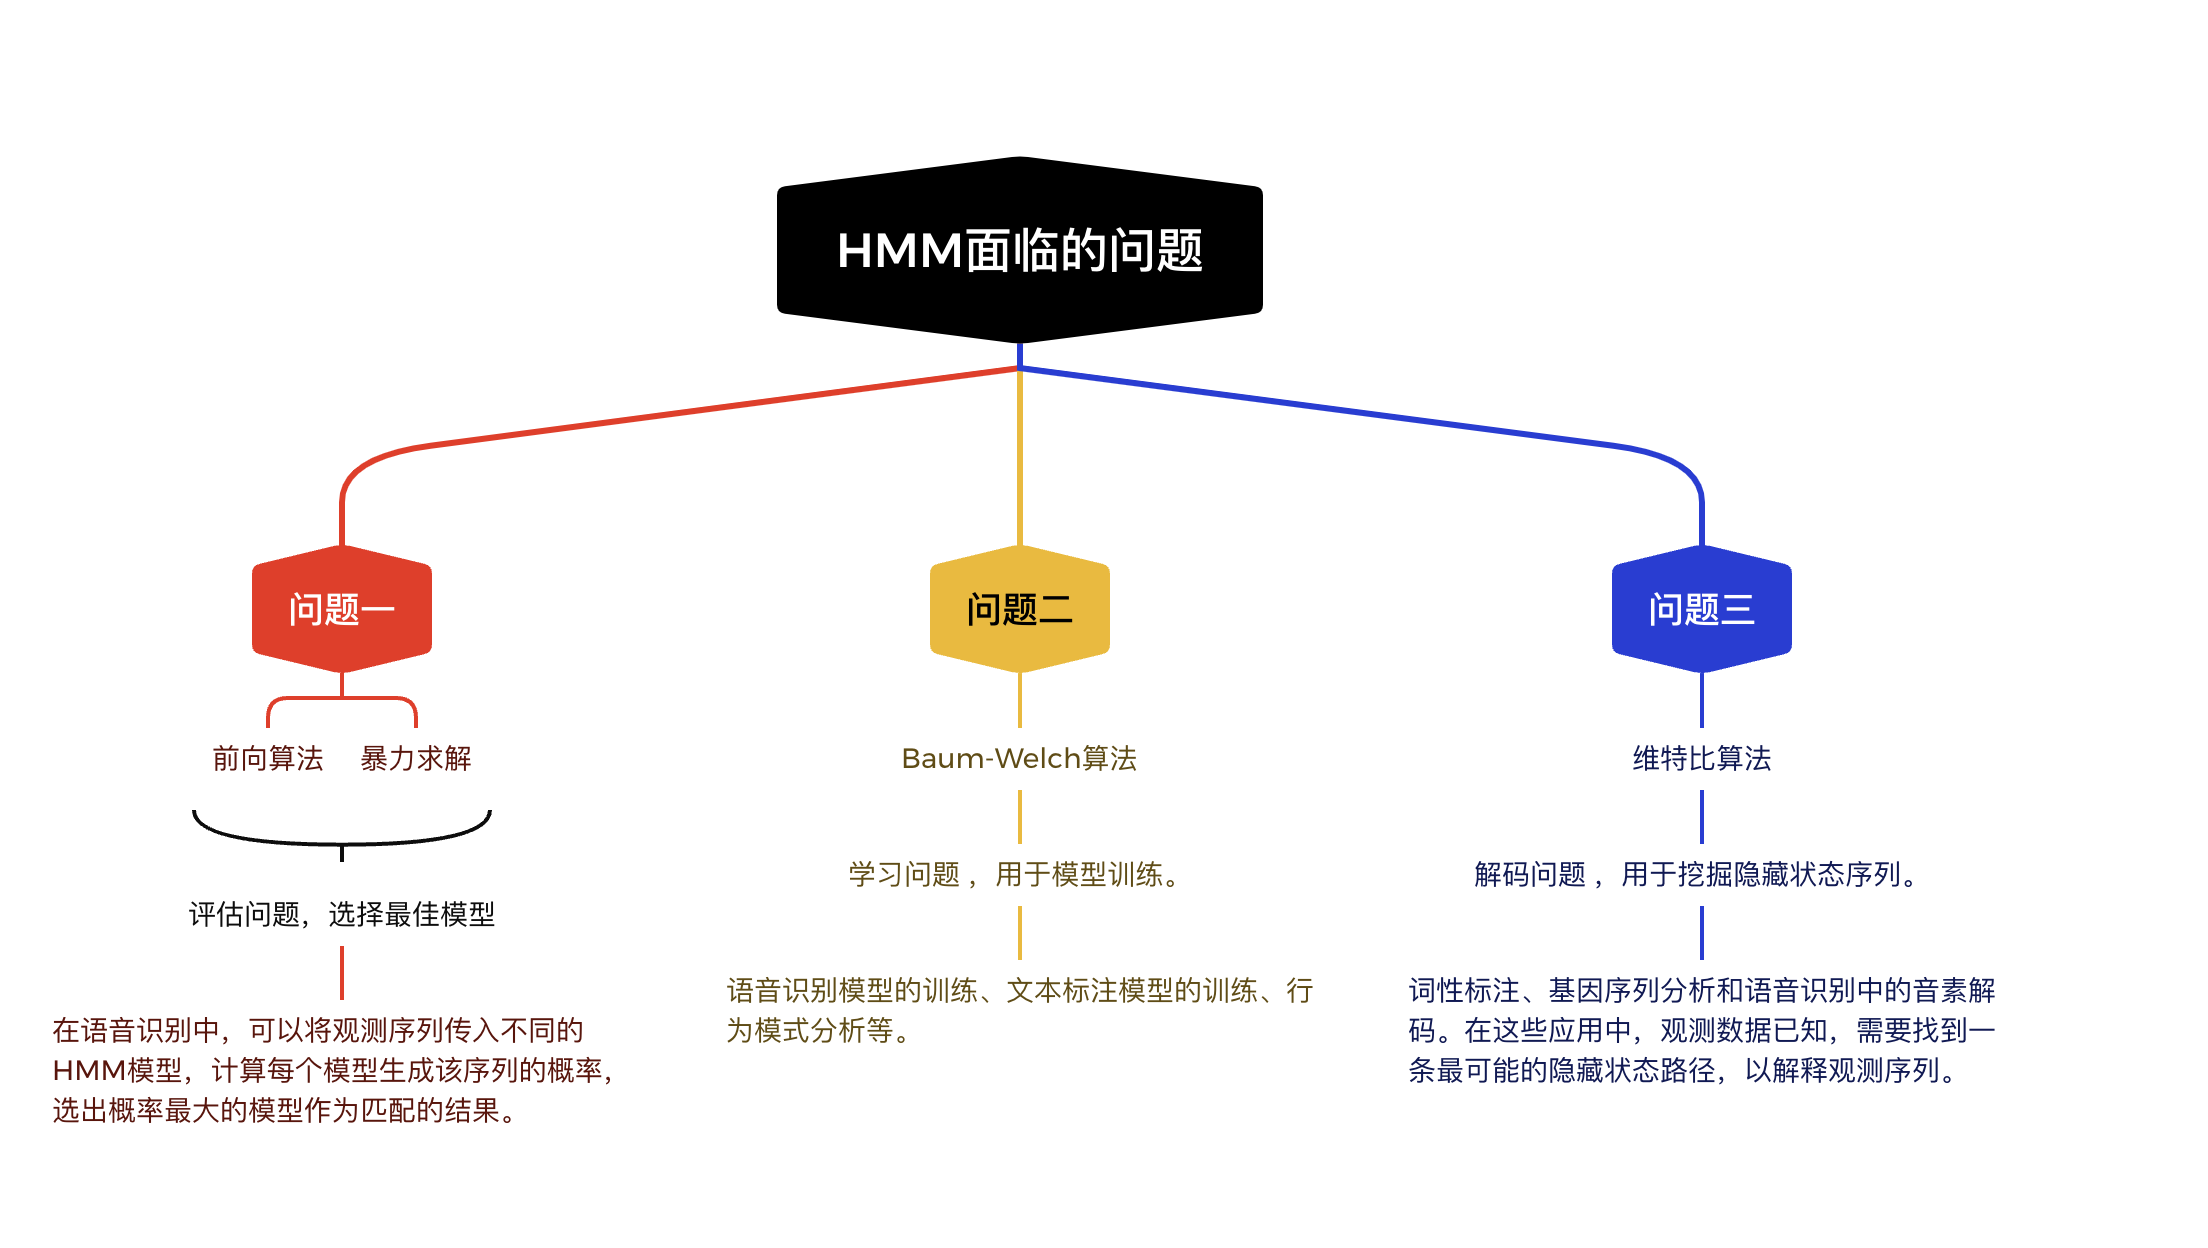 HMM面临的问题
问题一
问题二
问题三
前向算法
暴力求解
Baum-Welch算法
维特比算法
学习问题 ，用于模型训练。
解码问题 ，用于挖掘隐藏状态序列。
评估问题，选择最佳模型
语音识别模型的训练、文本标注模型的训练、行
为模式分析等。
词性标注、基因序列分析和语音识别中的音素解
码。在这些应用中，观测数据已知，需要找到一
条最可能的隐藏状态路径，以解释观测序列。
在语音识别中，可以将观测序列传入不同的
HMM模型，计算每个模型生成该序列的概率，
选出概率最大的模型作为匹配的结果。